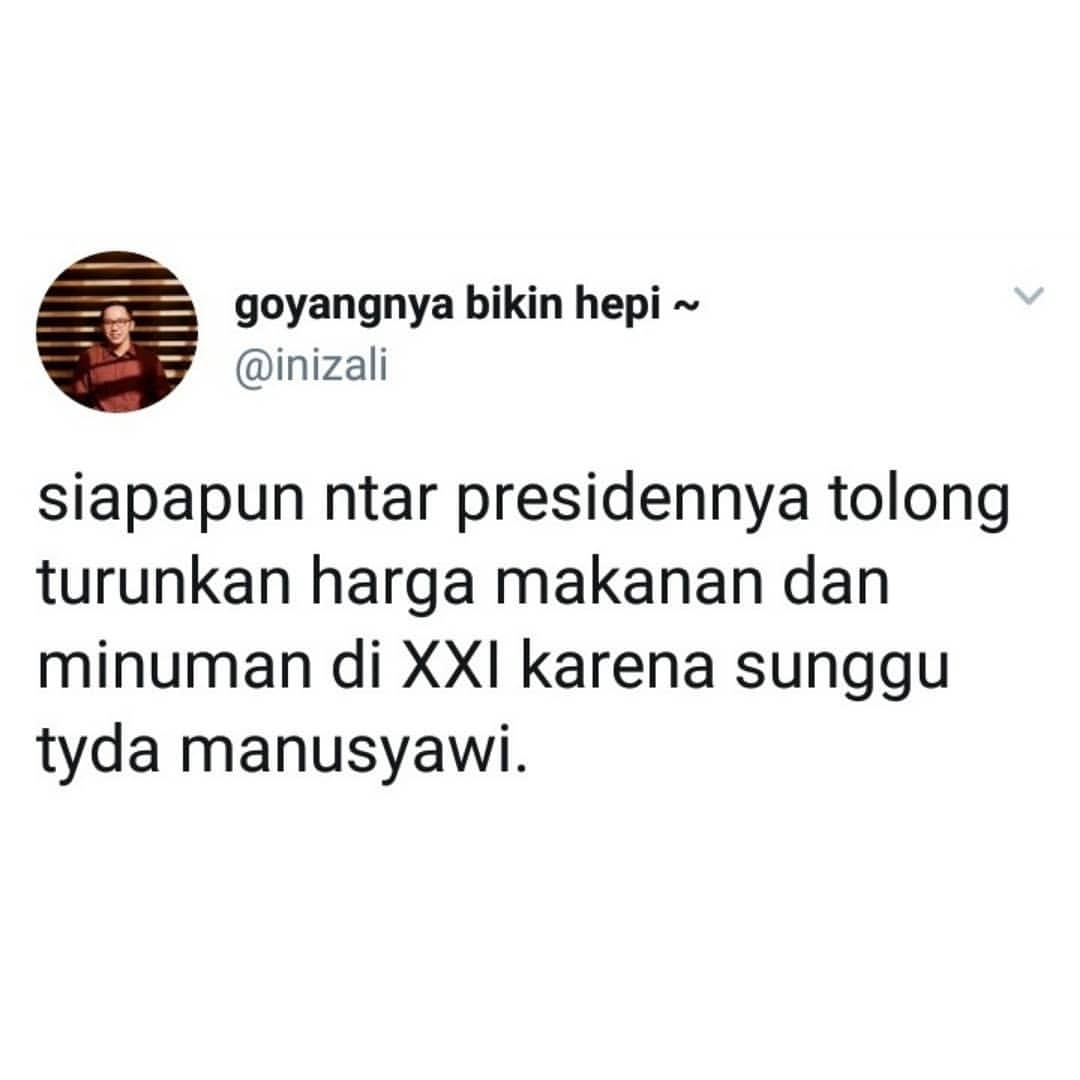 goyangnya bikin hepi ~
@inizali
siapapun ntar presidennya tolong
turunkan harga makanan dan
minuman di XXI karena sunggu
tyda manusyawi.